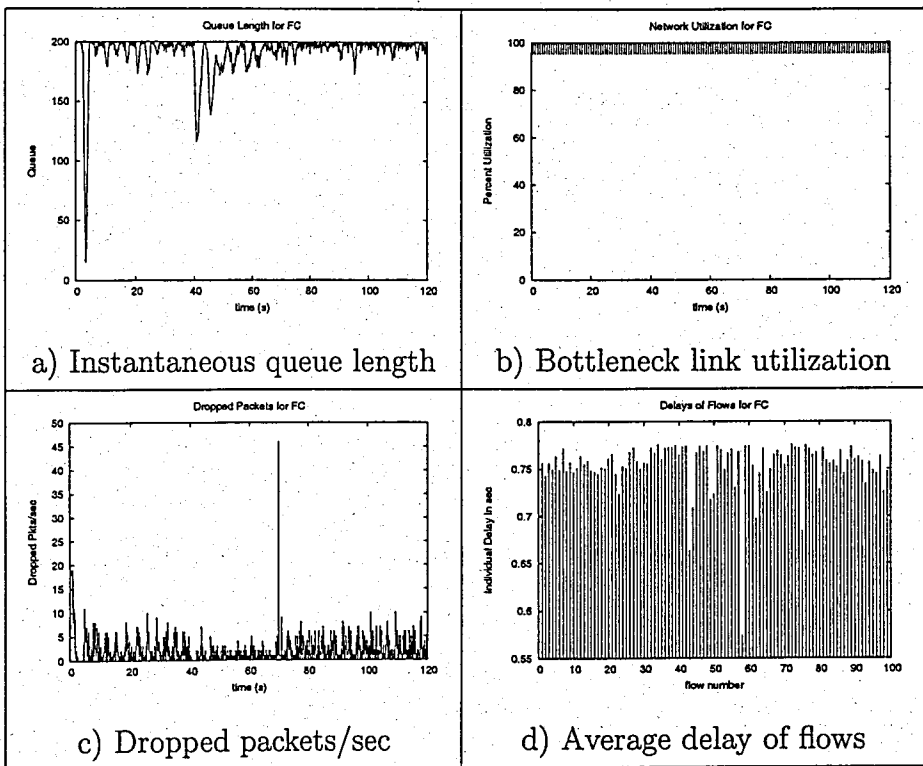 Queue Length for FC
200
150
100
50
0
Queue
0 20 40 60 80 100 120
time (s)
a) Instantaneous queue length
Network Utilization for FC
100
80
60
40
20
0
Percent Utilization
0 20 40 60 80 100 120
time (s)
b) Bottleneck link utilization
Dropped Packets for FC
50
45
40
35
30
25
20
15
10
5
0
Dropped Pkts/sec
0 20 40 60 80 100 120
time (s)
c) Dropped packets/sec
Delays of Flows for FC
0.8
0.75
0.7
0.65
0.6
0.55
Individual Delay in sec
0 10 20 30 40 50 60 70 80 90 100
flow number
d) Average delay of flows